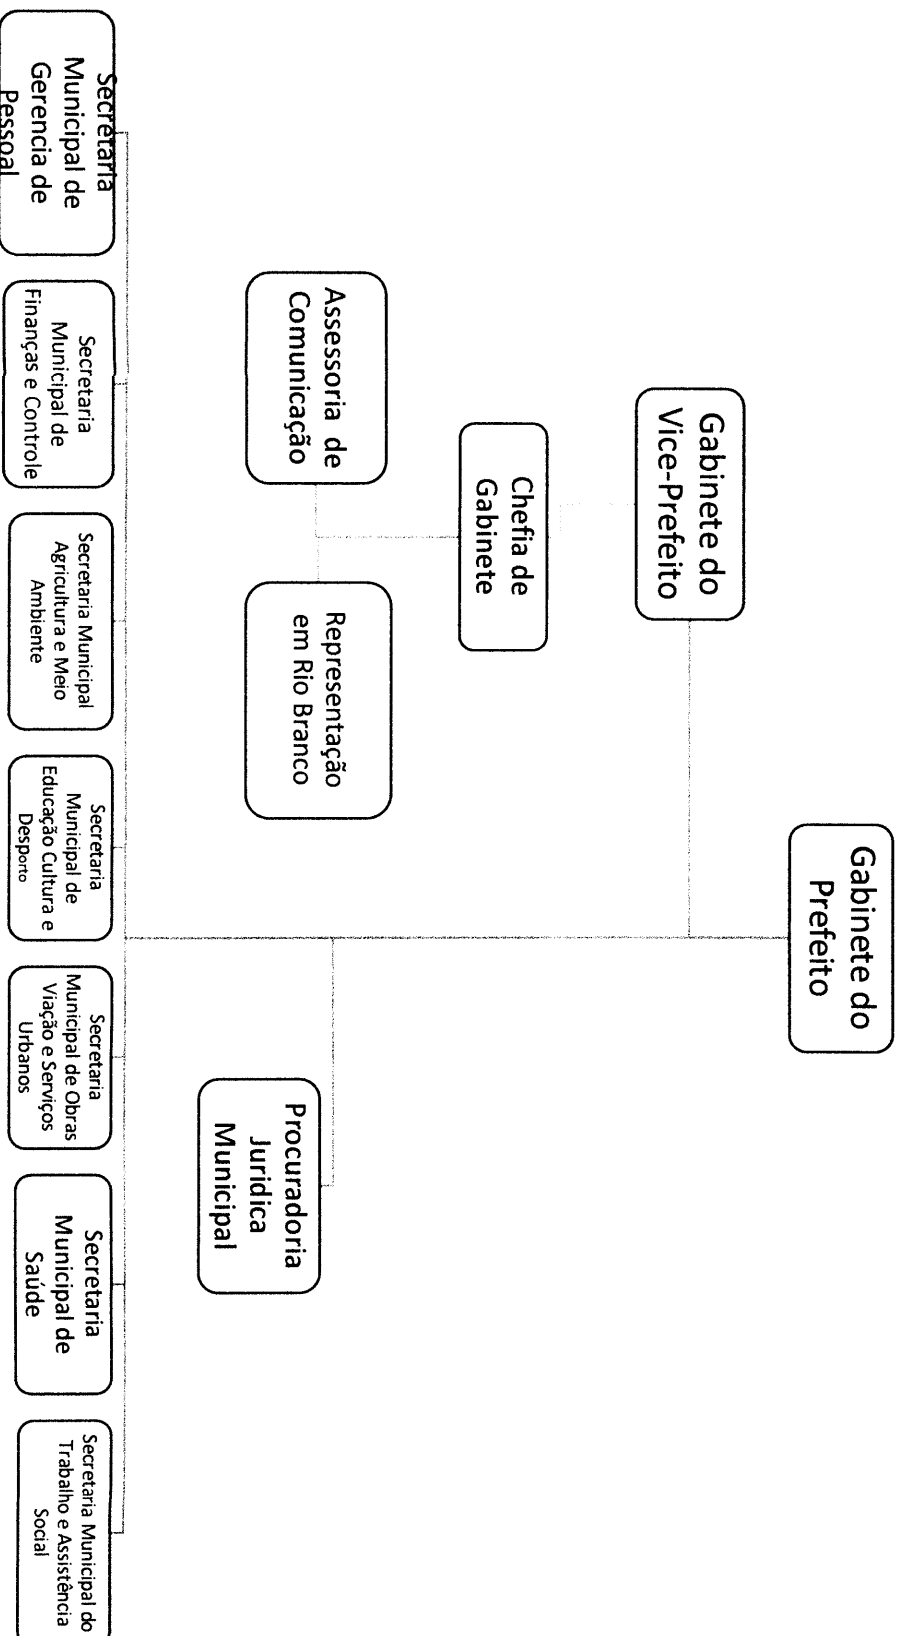 Gabinete do
Prefeito
Gabinete do
Vice-Prefeito
Chefia de
Gabinete
Assessoria de
Comunicação
Representação
em Rio Branco
Procuradoria
Juridica
Municipal
Secretaria
Municipal de
Gerencia de
Pessoal
Secretaria
Municipal de
Finanças e Controle
Secretaria Municipal
Agricultura e Meio
Ambiente
Secretaria
Municipal de
Educação Cultura e
Desporto
Secretaria
Municipal de Obras
Viação e Serviços
Urbanos
Secretaria
Municipal de
Saúde
Secretaria Municipal do
Trabalho e Assistência
Social